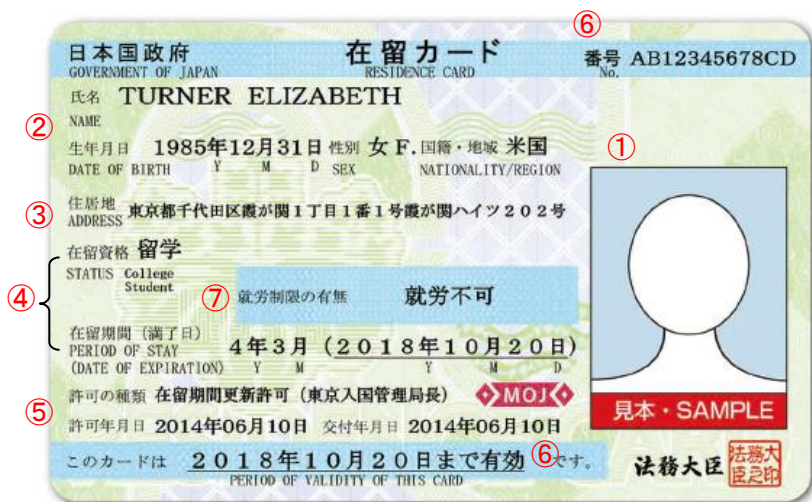 ⑥
日本国政府 在留カード 番号 AB12345678CD
GOVERNMENT OF JAPAN RESIDENCE CARD No.
氏名 TURNER ELIZABETH
NAME
②
生年月日 1985年12月31日 性別 女 F. 国籍・地域 米国
DATE OF BIRTH Y M D SEX NATIONALITY/REGION
①
③ 住居地 東京都千代田区霞が関1丁目1番1号霞が関ハイツ202号
ADDRESS
在留資格 留学
STATUS College
Student
④ ⑦ 就労制限の有無 就労不可
在留期間(満了日)
PERIOD OF STAY 4年3月(2018年10月20日)
(DATE OF EXPIRATION) Y M Y M D
許可の種類 在留期間更新許可(東京入国管理局長) MOJ
⑤
見本・SAMPLE
許可年月日 2014年06月10日 交付年月日 2014年06月10日
このカードは 2018年10月20日まで有効 ⑥です。
PERIOD OF VALIDITY OF THIS CARD
法務大臣 法務大臣之印